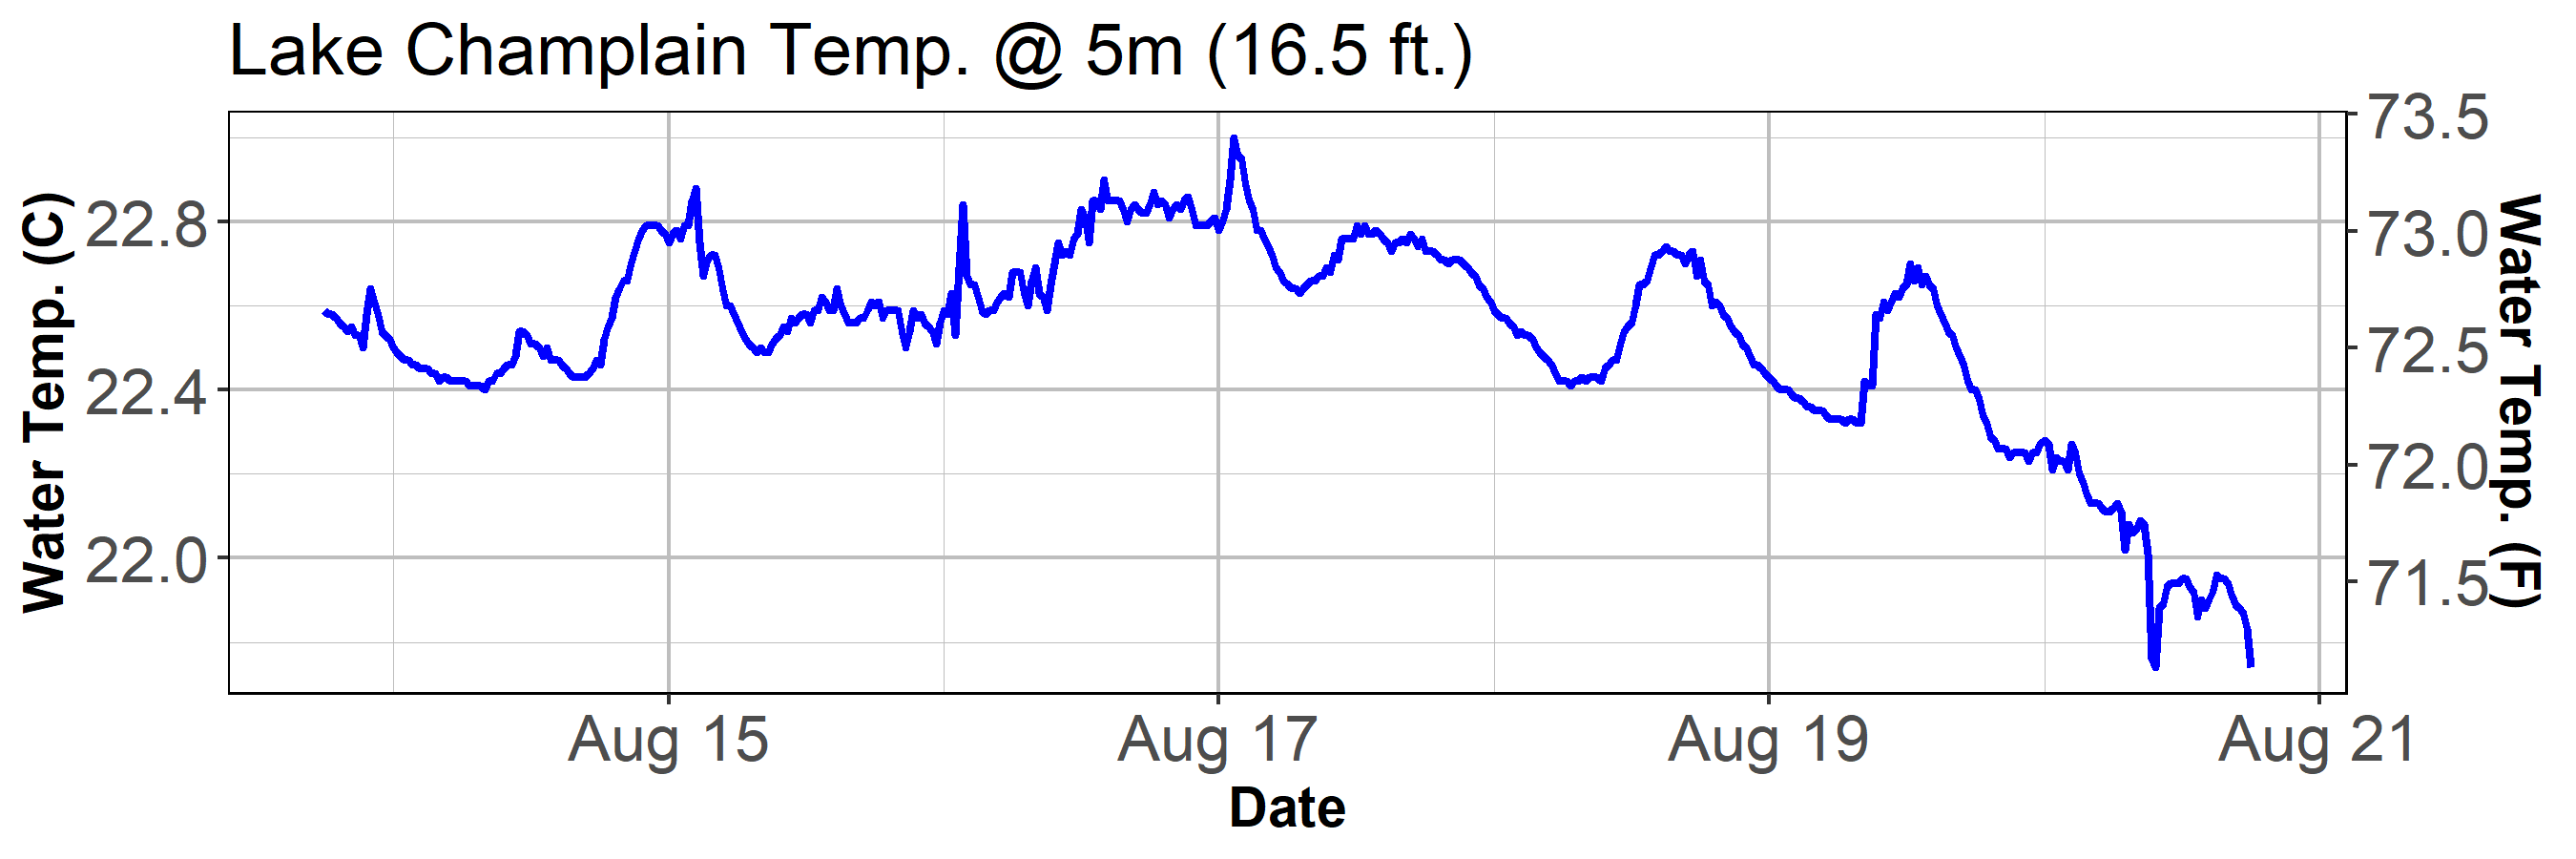 Lake Champlain Temp. @ 5m (16.5 ft.)
Water Temp. (C)
22.8
22.4
22.0
73.5
73.0
72.5
72.0
71.5
Water Temp. (F)
Aug 15
Aug 17
Aug 19
Aug 21
Date